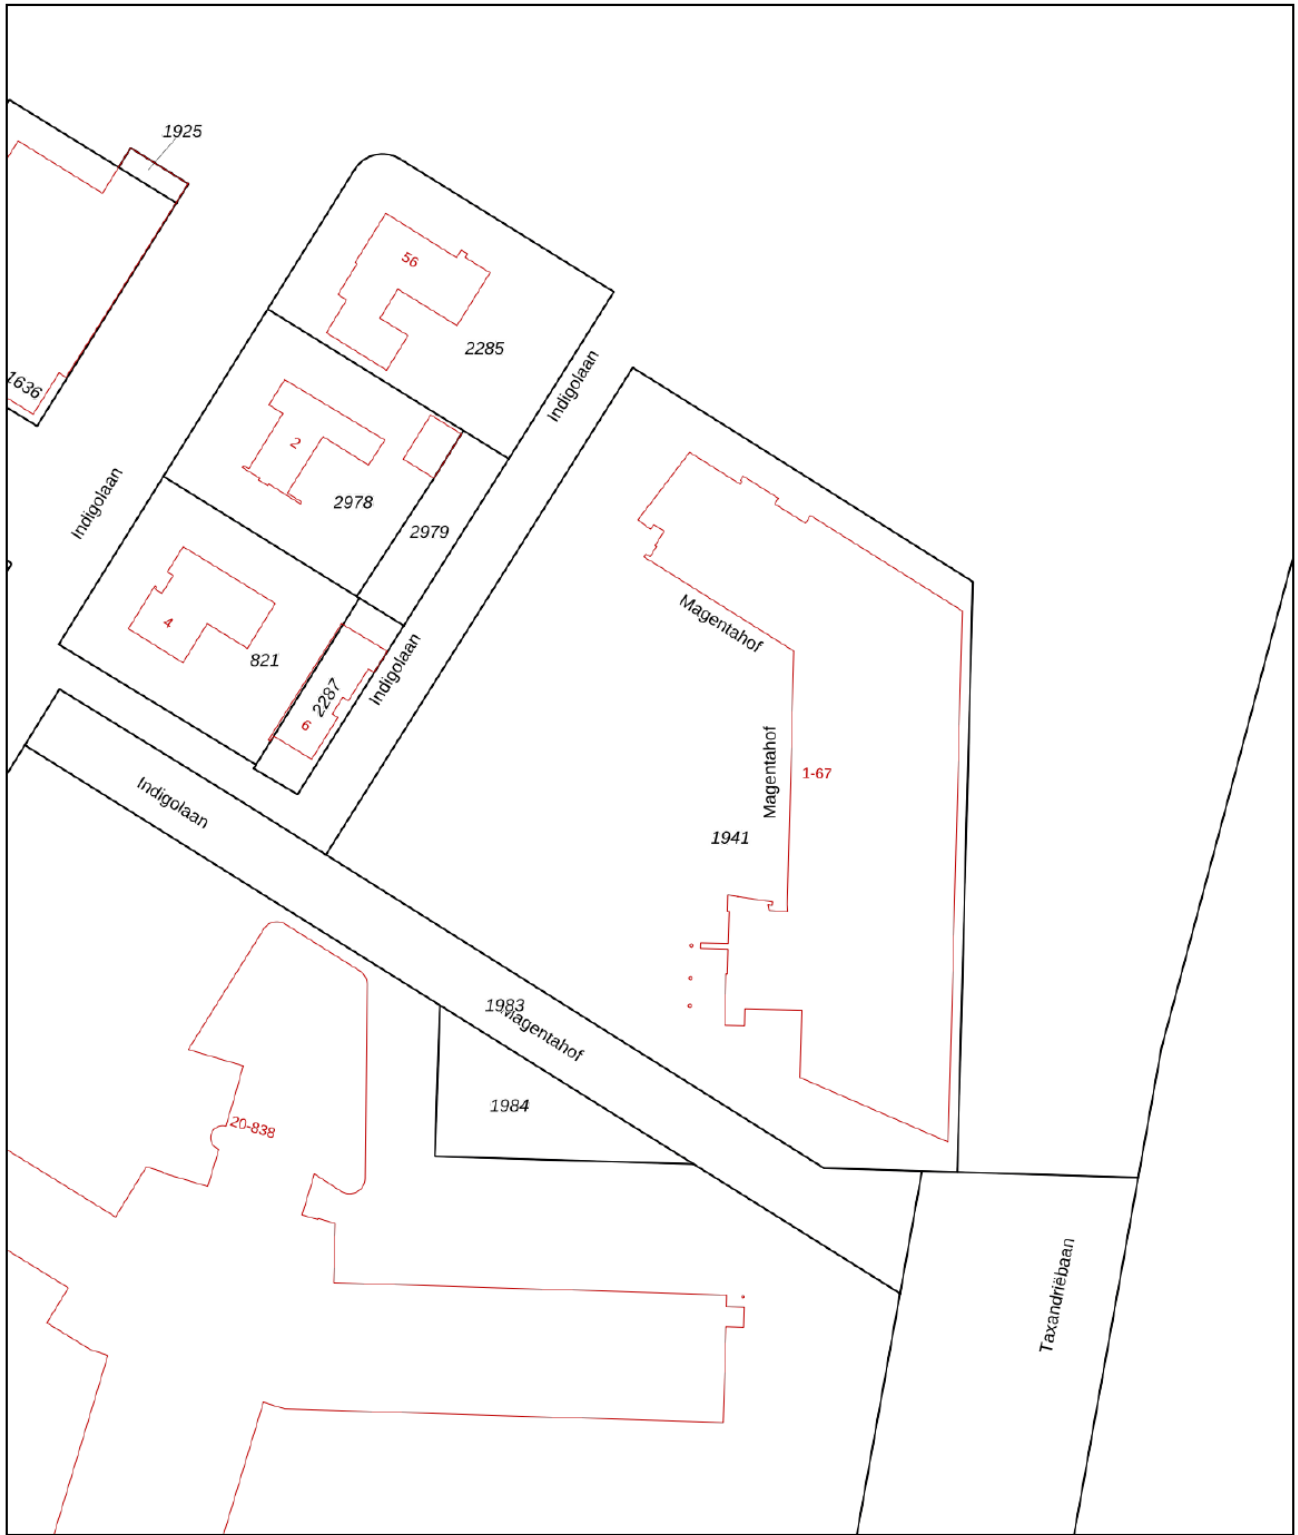 1925
56
2285
Indigolaan
1636
2
2978
Indigolaan
2979
4
Magentahof
821
Indigolaan
2287
6
Magentahof
1-67
Indigolaan
1941
1983
Magentahof
1984
20-838
Taxandriëbaan